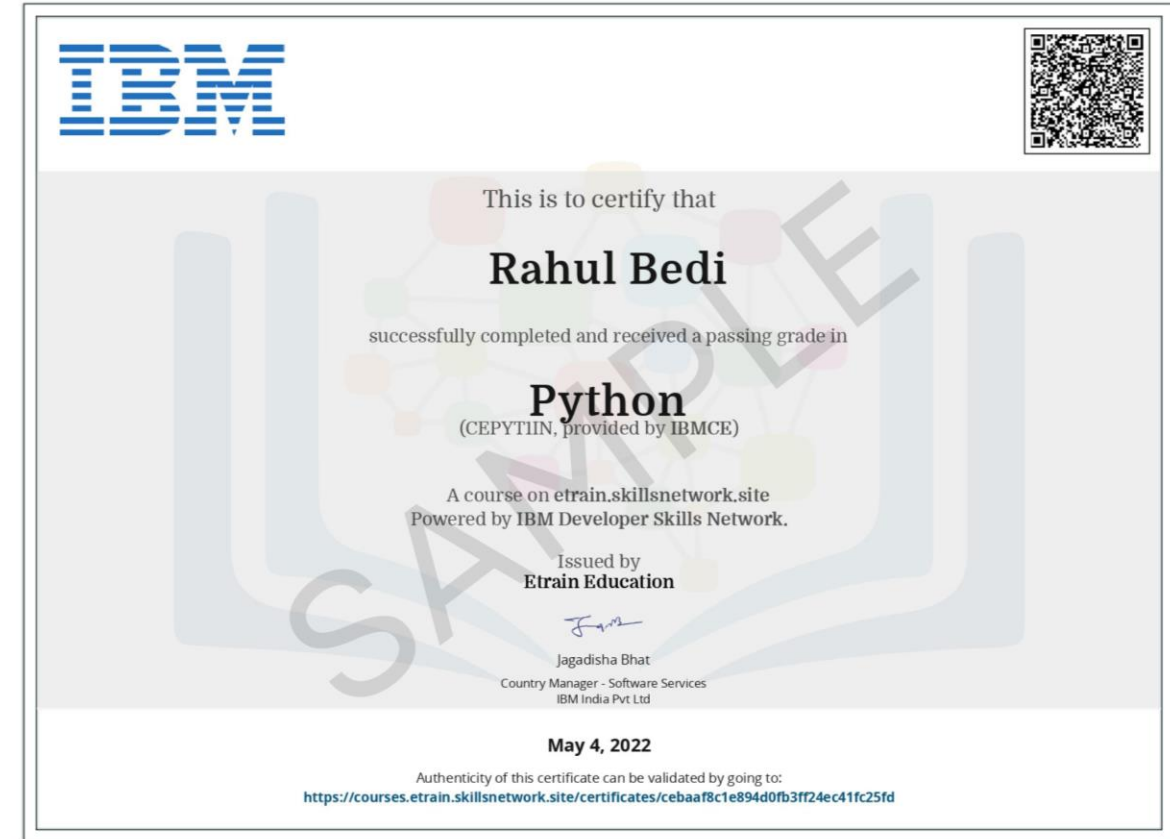 IBM
This is to certify that
Rahul Bedi
successfully completed and received a passing grade in
Python
(CEPYT1IN, provided by IBMCE)
A course on etrain.skillsnetwork.site
Powered by IBM Developer Skills Network.
Issued by
Etrain Education
Jagadisha Bhat
Country Manager - Software Services
IBM India Pvt Ltd
May 4, 2022
Authenticity of this certificate can be validated by going to:
https://courses.etrain.skillsnetwork.site/certificates/cebaaf8c1e894d0fb3ff24ec41fc25fd
SAMPLE